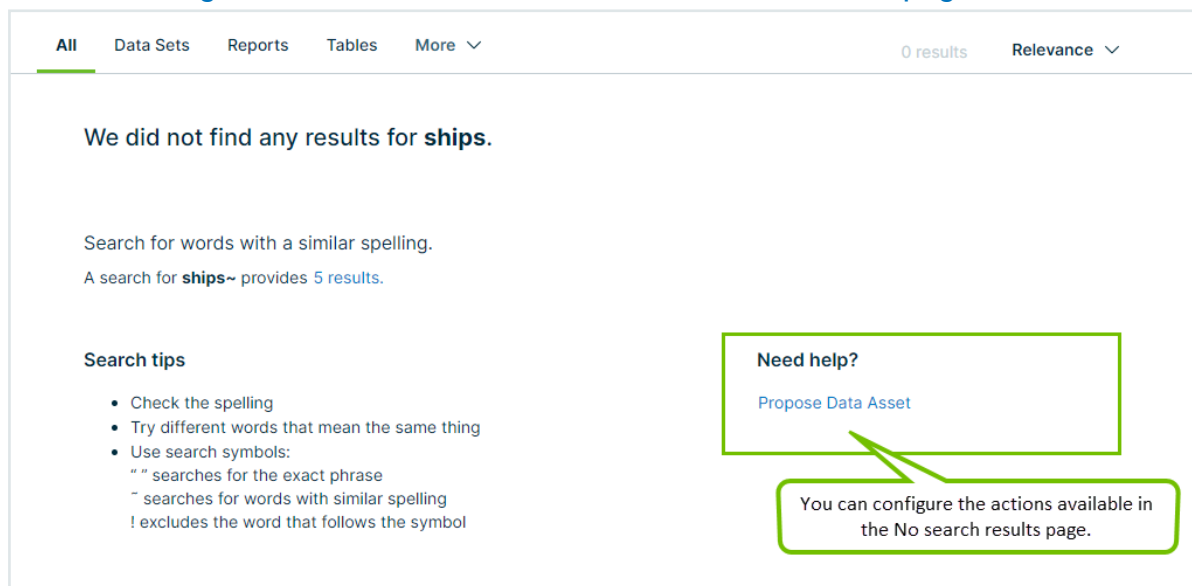 All Data Sets Reports Tables More 0 results Relevance
We did not find any results for ships.
Search for words with a similar spelling.
A search for ships~ provides 5 results.
Search tips
• Check the spelling
• Try different words that mean the same thing
• Use search symbols:
“ ” searches for the exact phrase
~ searches for words with similar spelling
! excludes the word that follows the symbol
Need help?
Propose Data Asset
You can configure the actions available in
the No search results page.